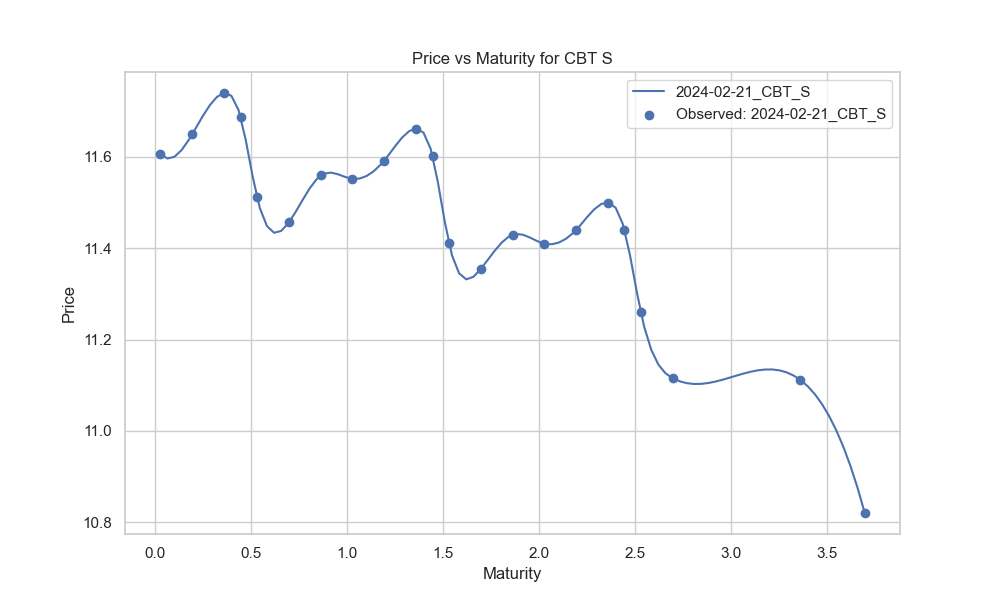 Price vs Maturity for CBT S
2024-02-21_CBT_S
Observed: 2024-02-21_CBT_S
Price
11.6
11.4
11.2
11.0
10.8
0.0 0.5 1.0 1.5 2.0 2.5 3.0 3.5
Maturity